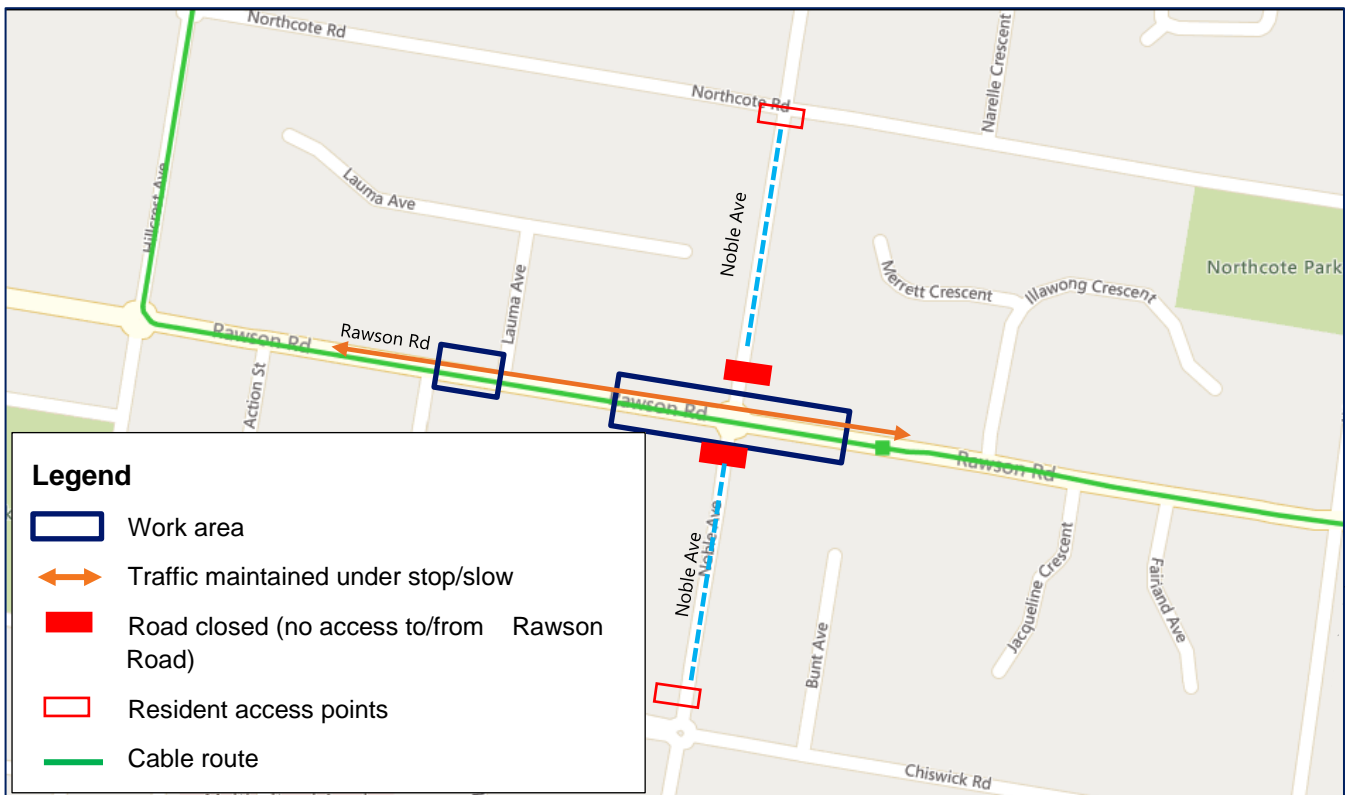 Northcote Rd
Northcote Rd
Narelle Crescent
Hillcrest Ave
Lauma Ave
Noble Ave
Northcote Park
Merrett Crescent
Illawong Crescent
Lauma Ave
Rawson Rd
Rawson Rd
Action St
Rawson Rd
Rawson Rd
Noble Ave
Noble Ave
Jacqueline Crescent
Fairland Ave
Bunt Ave
Chiswick Rd
Legend
Work area
Traffic maintained under stop/slow
Road closed (no access to/from Rawson
Road)
Resident access points
Cable route